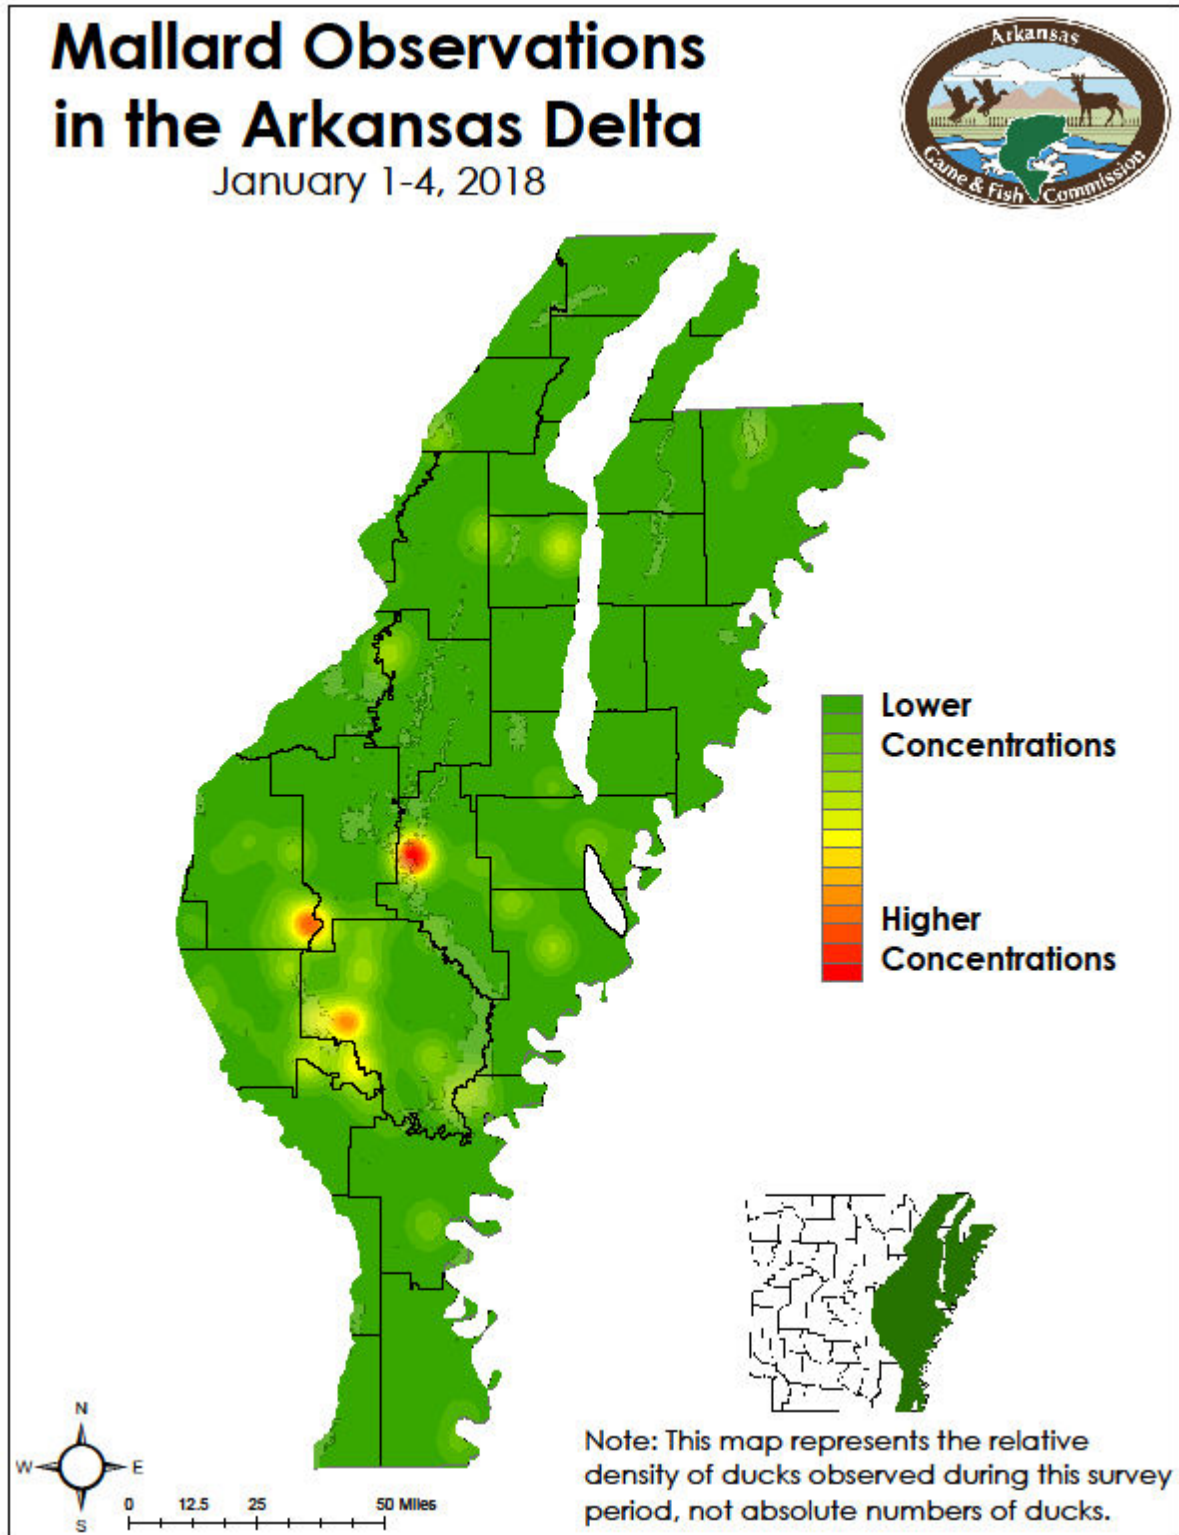 Mallard Observations
in the Arkansas Delta
January 1-4, 2018
Arkansas
Game & Fish Commission
Lower
Concentrations
Higher
Concentrations
N
W E
S
0 12.5 25 50 Miles
Note: This map represents the relative
density of ducks observed during this survey
period, not absolute numbers of ducks.